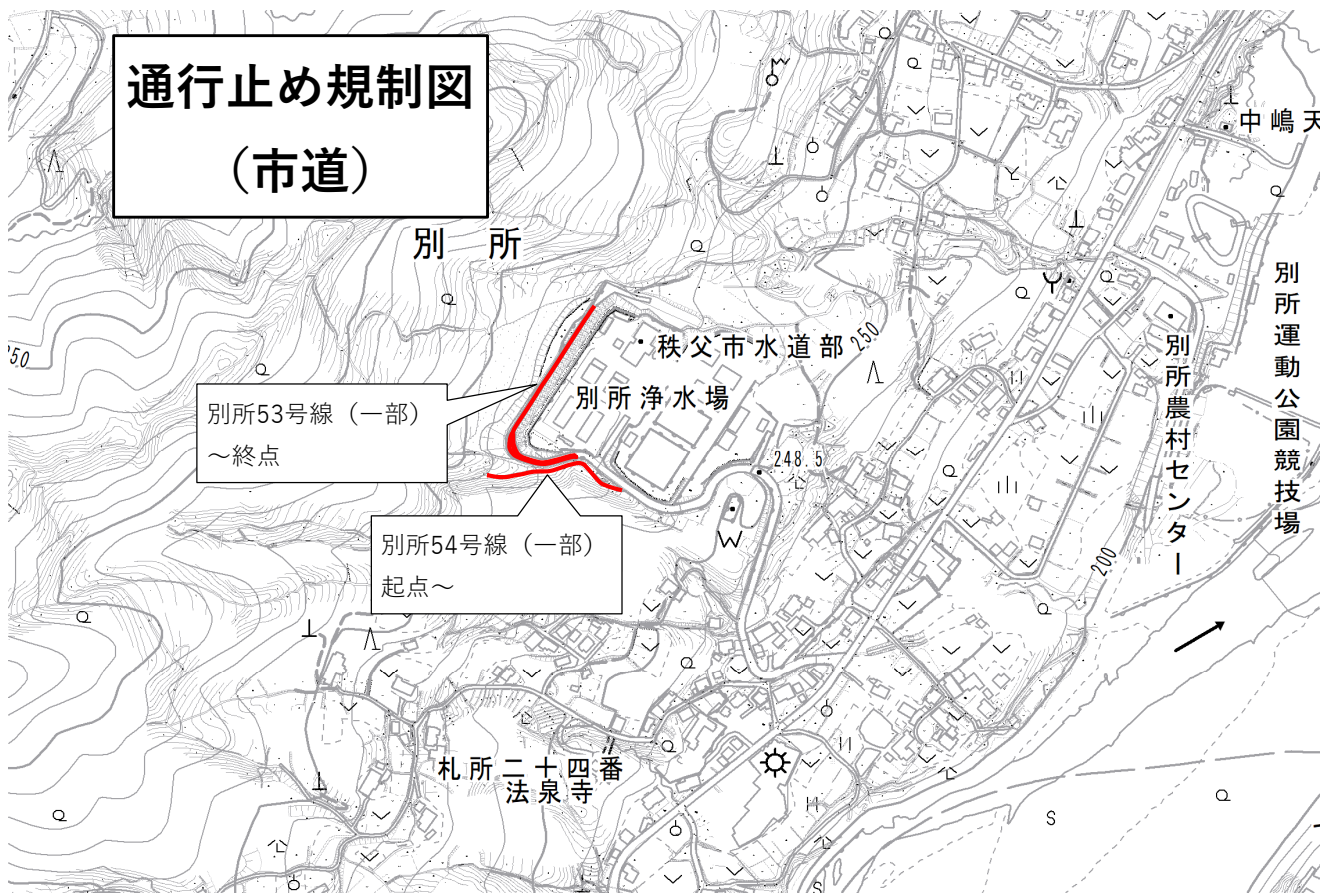 通行止め規制図
（市道）
中嶋天
別所
別所運動公園競技場
250
秩父市水道部
250
別所農村センター
別所浄水場
別所53号線（一部）
～終点
248.5
別所54号線（一部）
起点～
200
札所二十四番
法泉寺
S
S